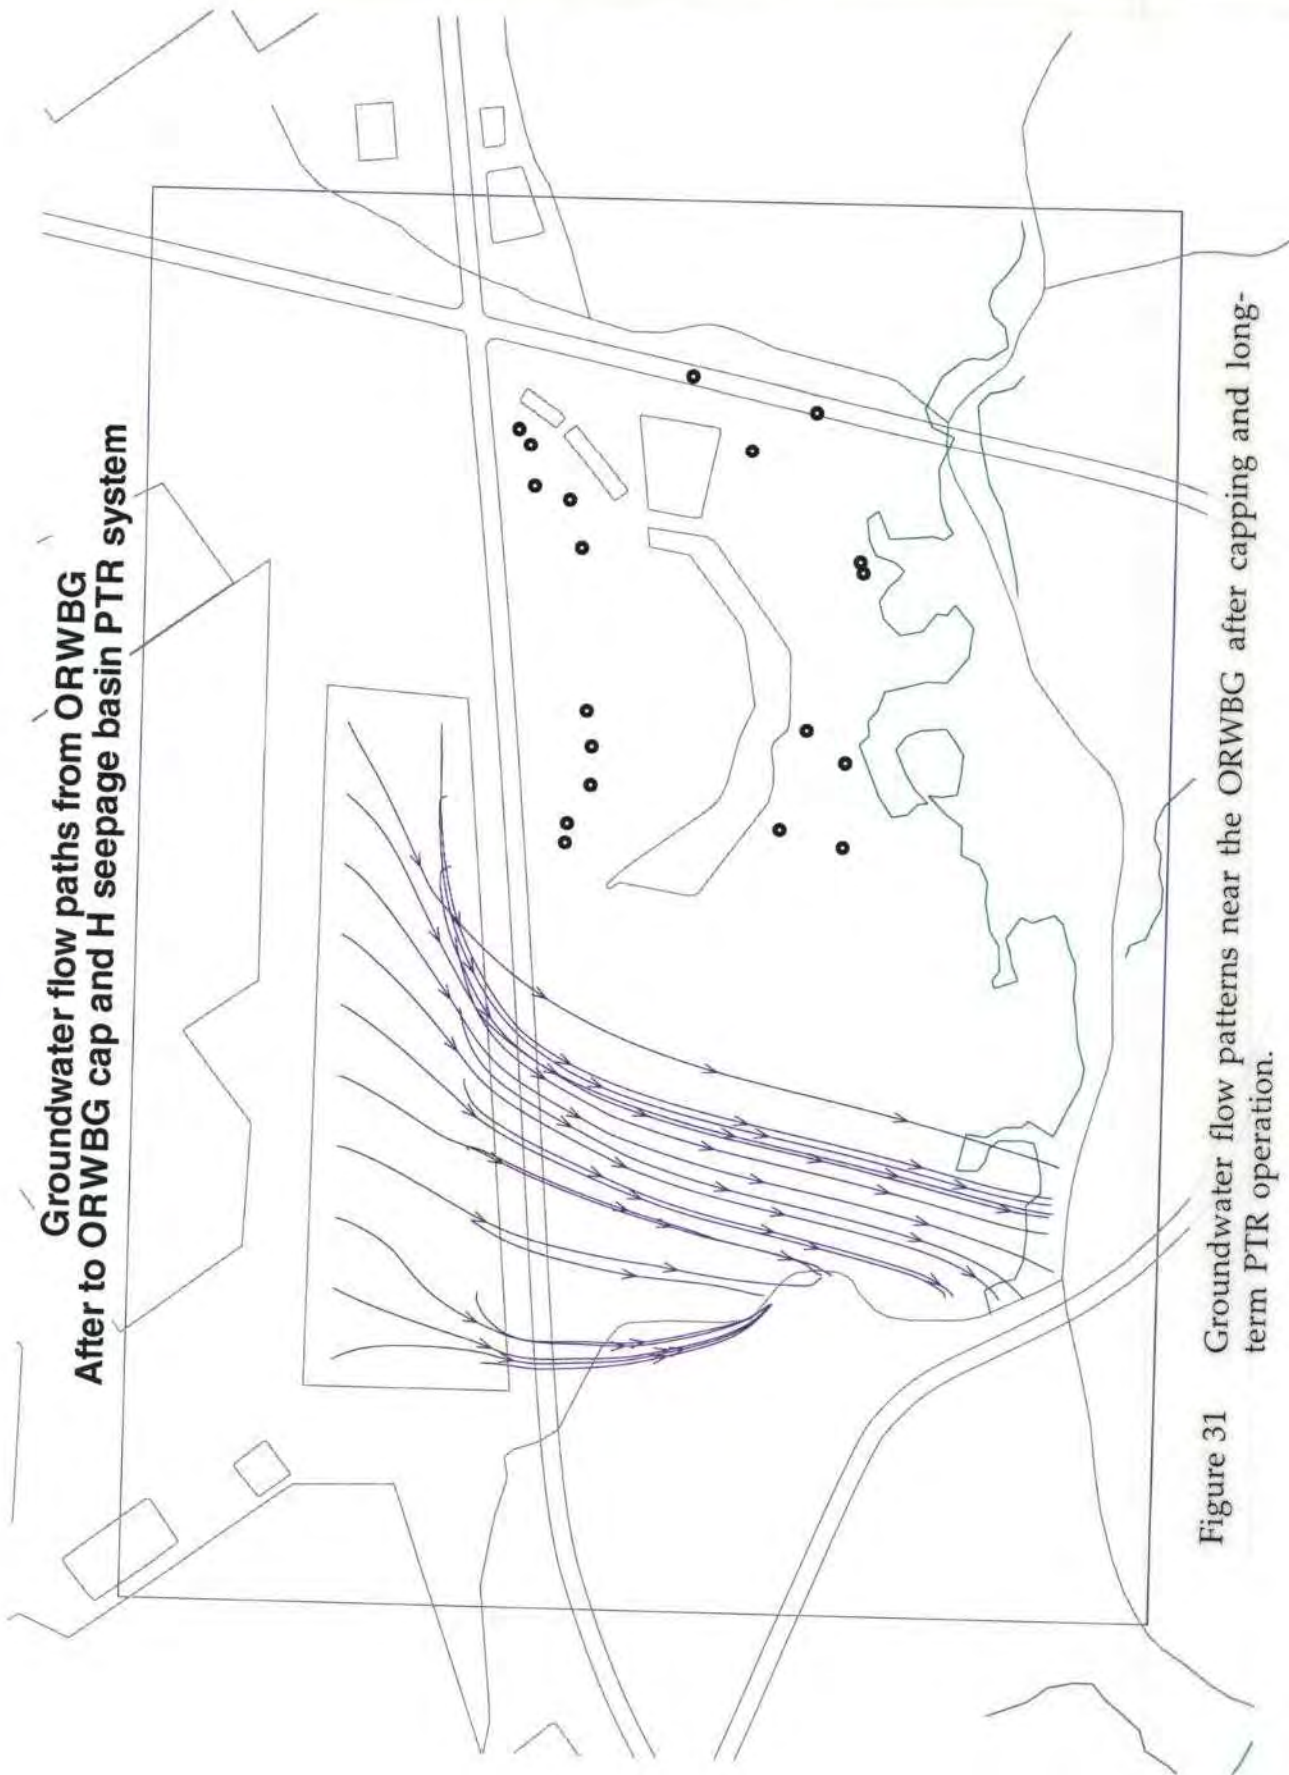 Groundwater flow paths from ORWBG
After to ORWBG cap and H seepage basin PTR system
Figure 31 Groundwater flow patterns near the ORWBG after capping and long-
term PTR operation.